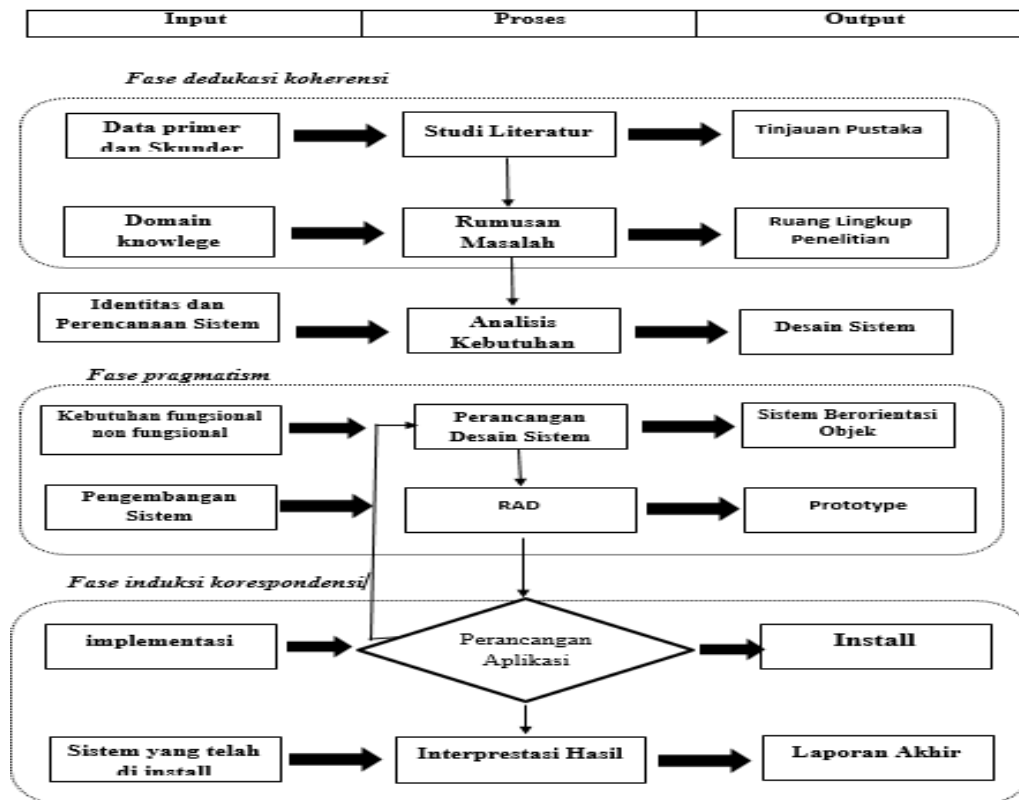 Input Proses Output
Fase dedukasi koherensi
Data primer
dan Skunder
Studi Literatur
Tinjauan Pustaka
Domain
knowlege
Rumusan
Masalah
Ruang Lingkup
Penelitian
Identitas dan
Perencanaan Sistem
Analisis
Kebutuhan
Desain Sistem
Fase pragmatism
Kebutuhan fungsional
non fungsional
Perancangan
Desain Sistem
Sistem Berorientasi
Objek
Pengembangan
Sistem
RAD
Prototype
Fase induksi korespondensi/
implementasi
Perancangan
Aplikasi
Install
Sistem yang telah
di install
Interprestasi Hasil
Laporan Akhir